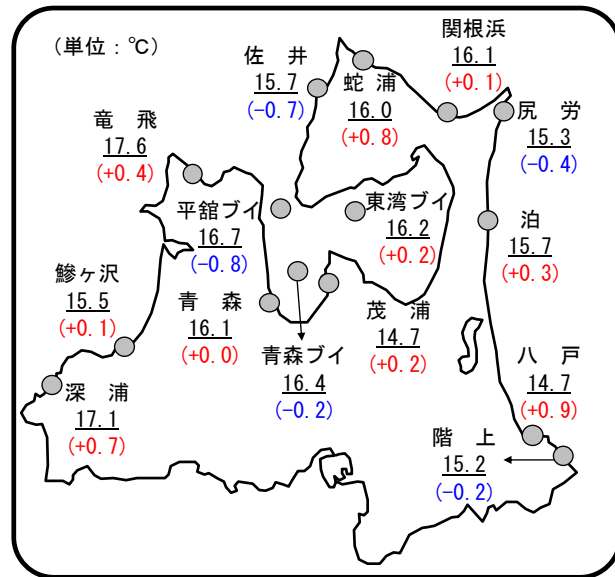 (単位：℃)
関根浜
16.1
(+0.1)
佐　井
15.7
(−0.7)
蛇　浦
16.0
(+0.8)
尻　労
15.3
(−0.4)
竜　飛
17.6
(+0.4)
平舘ブイ
16.7
(−0.8)
東湾ブイ
16.2
(+0.2)
泊
15.7
(+0.3)
鰺ヶ沢
15.5
(+0.1)
青　森
16.1
(+0.0)
青森ブイ
16.4
(−0.2)
茂　浦
14.7
(+0.2)
八　戸
14.7
(+0.9)
深　浦
17.1
(+0.7)
階　上
15.2
(−0.2)